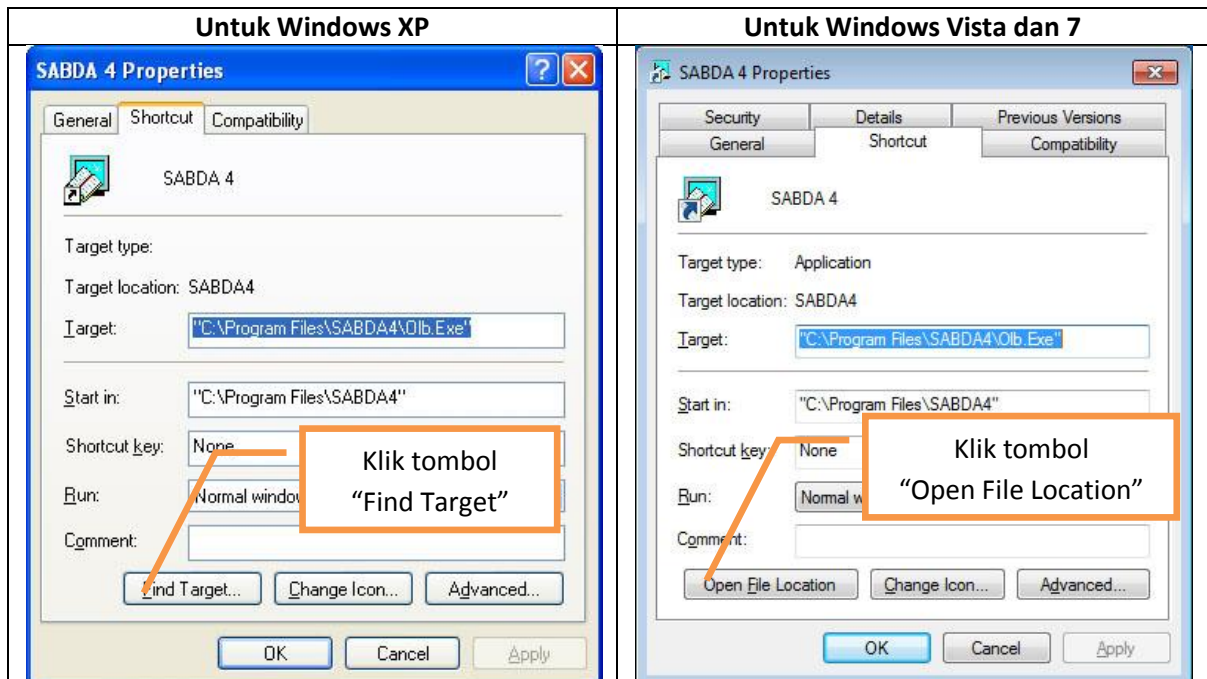 Untuk Windows XP
SABDA 4 Properties
General Shortcut Compatibility
SABDA 4
Target type:
Target location: SABDA4
Target: "C:\Program Files\SABDA4\Olb.Exe"
Start in: "C:\Program Files\SABDA4"
Shortcut key: None
Run: Normal window
Comment:
Klik tombol
“Find Target”
Find Target... Change Icon... Advanced...
OK Cancel Apply
Untuk Windows Vista dan 7
SABDA 4 Properties
Security Details Previous Versions
General Shortcut Compatibility
SABDA 4
Target type: Application
Target location: SABDA4
Target: "C:\Program Files\SABDA4\Olb.Exe"
Start in: "C:\Program Files\SABDA4"
Shortcut key: None
Run: Normal w
Comment:
Klik tombol
“Open File Location”
Open File Location Change Icon... Advanced...
OK Cancel Apply